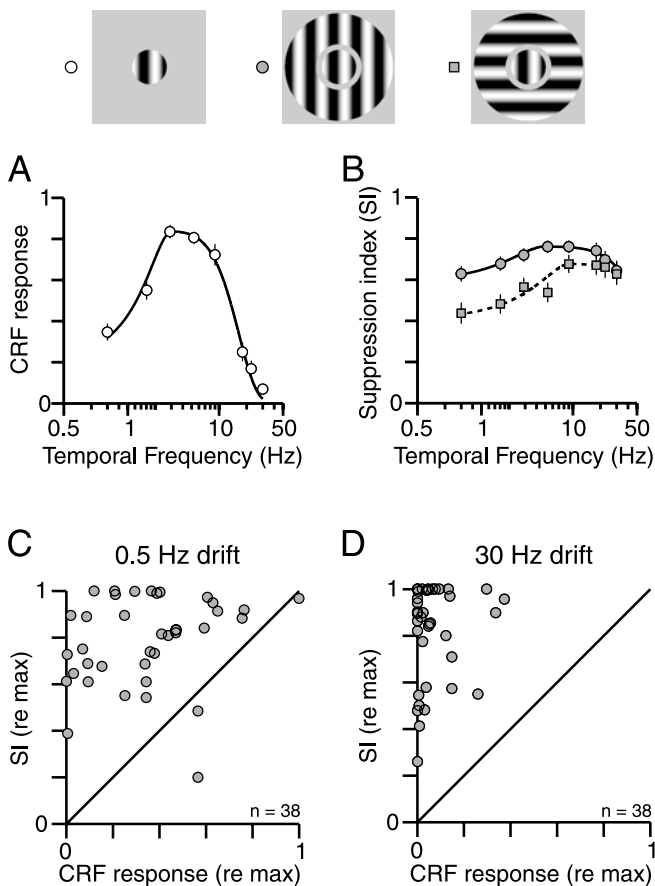 A
1
CRF response
0
0.5 1 10 50
Temporal Frequency (Hz)
B
1
Suppression index (SI)
0
0.5 1 10 50
Temporal Frequency (Hz)
C
0.5 Hz drift
1
SI (re max)
0
n = 38
0 1
CRF response (re max)
D
30 Hz drift
1
SI (re max)
0
n = 38
0 1
CRF response (re max)